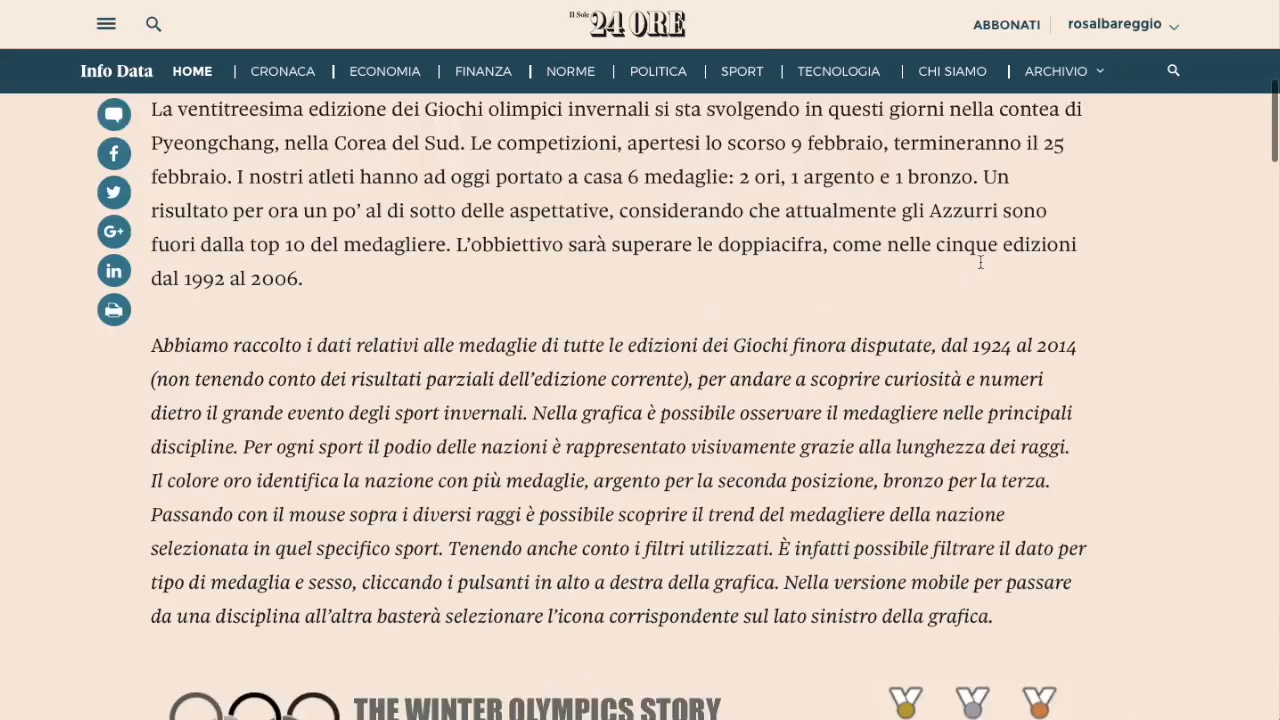 Il Sole
24 ORE
ABBONATI
rosalbareggio
Info Data
HOME
CRONACA
ECONOMIA
FINANZA
NORME
POLITICA
SPORT
TECNOLOGIA
CHI SIAMO
ARCHIVIO
La ventitreesima edizione dei Giochi olimpici invernali si sta svolgendo in questi giorni nella contea di
Pyeongchang, nella Corea del Sud. Le competizioni, apertesi lo scorso 9 febbraio, termineranno il 25
febbraio. I nostri atleti hanno ad oggi portato a casa 6 medaglie: 2 ori, 1 argento e 1 bronzo. Un
risultato per ora un po’ al di sotto delle aspettative, considerando che attualmente gli Azzurri sono
fuori dalla top 10 del medagliere. L’obbiettivo sarà superare le doppiacifra, come nelle cinque edizioni
dal 1992 al 2006.
Abbiamo raccolto i dati relativi alle medaglie di tutte le edizioni dei Giochi finora disputate, dal 1924 al 2014
(non tenendo conto dei risultati parziali dell’edizione corrente), per andare a scoprire curiosità e numeri
dietro il grande evento degli sport invernali. Nella grafica è possibile osservare il medagliere nelle principali
discipline. Per ogni sport il podio delle nazioni è rappresentato visivamente grazie alla lunghezza dei raggi.
Il colore oro identifica la nazione con più medaglie, argento per la seconda posizione, bronzo per la terza.
Passando con il mouse sopra i diversi raggi è possibile scoprire il trend del medagliere della nazione
selezionata in quel specifico sport. Tenendo anche conto i filtri utilizzati. È infatti possibile filtrare il dato per
tipo di medaglia e sesso, cliccando i pulsanti in alto a destra della grafica. Nella versione mobile per passare
da una disciplina all’altra basterà selezionare l’icona corrispondente sul lato sinistro della grafica.
THE WINTER OLYMPICS STORY